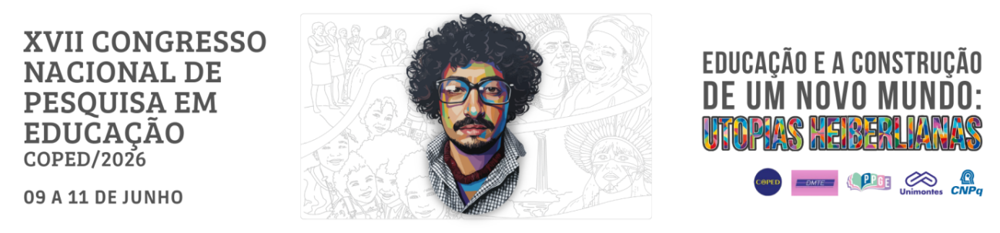 XVII CONGRESSO
NACIONAL DE
PESQUISA EM
EDUCAÇÃO
COPED/2026
09 A 11 DE JUNHO
EDUCAÇÃO E A CONSTRUÇÃO
DE UM NOVO MUNDO:
UTOPIAS HEIBERLIANAS
COPED
DMTE
PPGE
Unimontes
CNPq